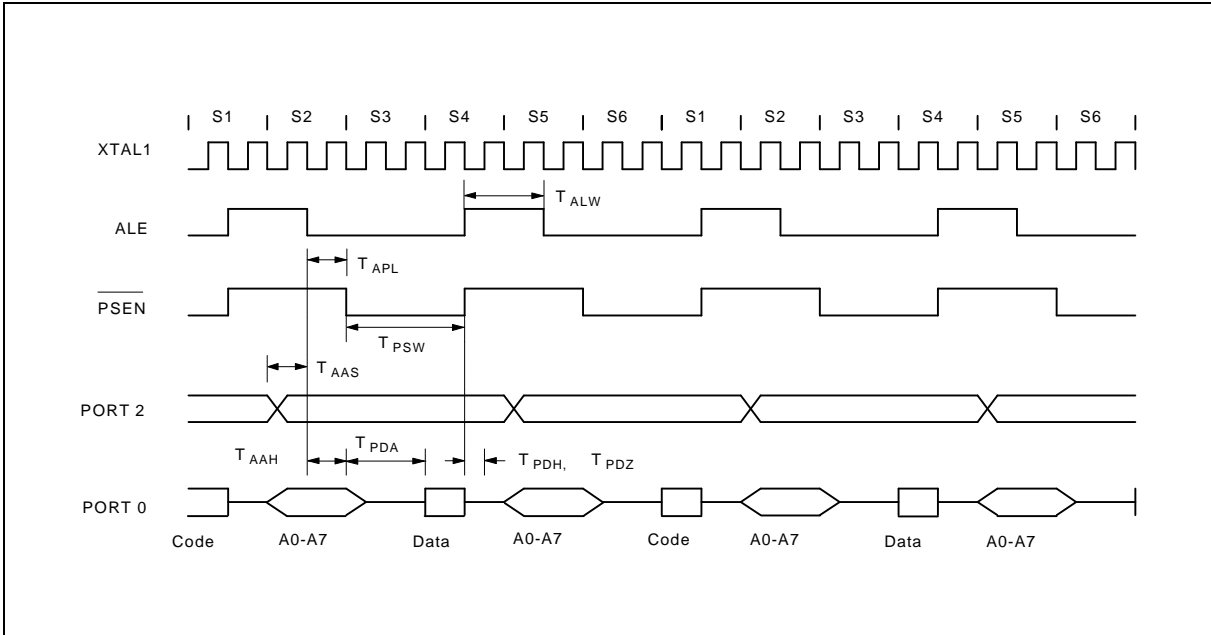 S1 S2 S3 S4 S5 S6 S1 S2 S3 S4 S5 S6
XTAL1
T ALW
ALE
T APL
PSEN
T PSW
T AAS
PORT 2
T AAH T PDA T PDH, T PDZ
PORT 0
Code A0-A7 Data A0-A7 Code A0-A7 Data A0-A7